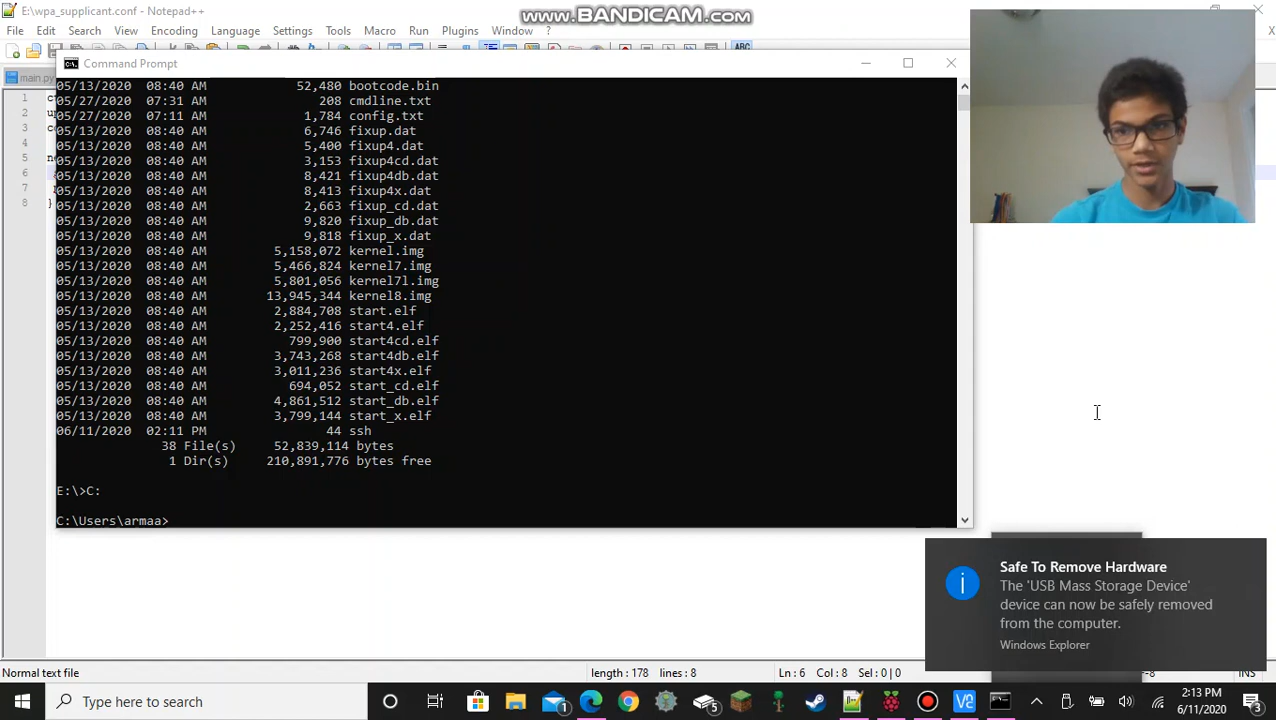 E:\wpa_supplicant.conf - Notepad++
www.BANDICAM.com
File Edit Search View Encoding Language Settings Tools Macro Run Plugins Window ?
Command Prompt
main.py
1
2
3
4
5
6
7
8 }
05/13/2020 08:40 AM 52,480 bootcode.bin
05/27/2020 07:31 AM 208 cmdline.txt
05/27/2020 07:11 AM 1,784 config.txt
05/13/2020 08:40 AM 6,746 fixup.dat
05/13/2020 08:40 AM 5,400 fixup4.dat
05/13/2020 08:40 AM 3,153 fixup4cd.dat
05/13/2020 08:40 AM 8,421 fixup4db.dat
05/13/2020 08:40 AM 8,413 fixup4x.dat
05/13/2020 08:40 AM 2,663 fixup_cd.dat
05/13/2020 08:40 AM 9,820 fixup_db.dat
05/13/2020 08:40 AM 9,818 fixup_x.dat
05/13/2020 08:40 AM 5,158,072 kernel.img
05/13/2020 08:40 AM 5,466,824 kernel7.img
05/13/2020 08:40 AM 5,801,056 kernel7l.img
05/13/2020 08:40 AM 13,945,344 kernel8.img
05/13/2020 08:40 AM 2,884,708 start.elf
05/13/2020 08:40 AM 2,252,416 start4.elf
05/13/2020 08:40 AM 799,900 start4cd.elf
05/13/2020 08:40 AM 3,743,268 start4db.elf
05/13/2020 08:40 AM 3,011,236 start4x.elf
05/13/2020 08:40 AM 694,052 start_cd.elf
05/13/2020 08:40 AM 4,861,512 start_db.elf
05/13/2020 08:40 AM 3,799,144 start_x.elf
06/11/2020 02:11 PM 44 ssh
38 File(s) 52,839,114 bytes
1 Dir(s) 210,891,776 bytes free
E:\>C:
C:\Users\armaa>
Safe To Remove Hardware
The 'USB Mass Storage Device'
device can now be safely removed
from the computer.
Windows Explorer
Normal text file length : 178 lines : 8 Ln : 6 Col : 8 Sel : 0 | 0 -8 INS
Type here to search
1
5
2:13 PM
6/11/2020
3